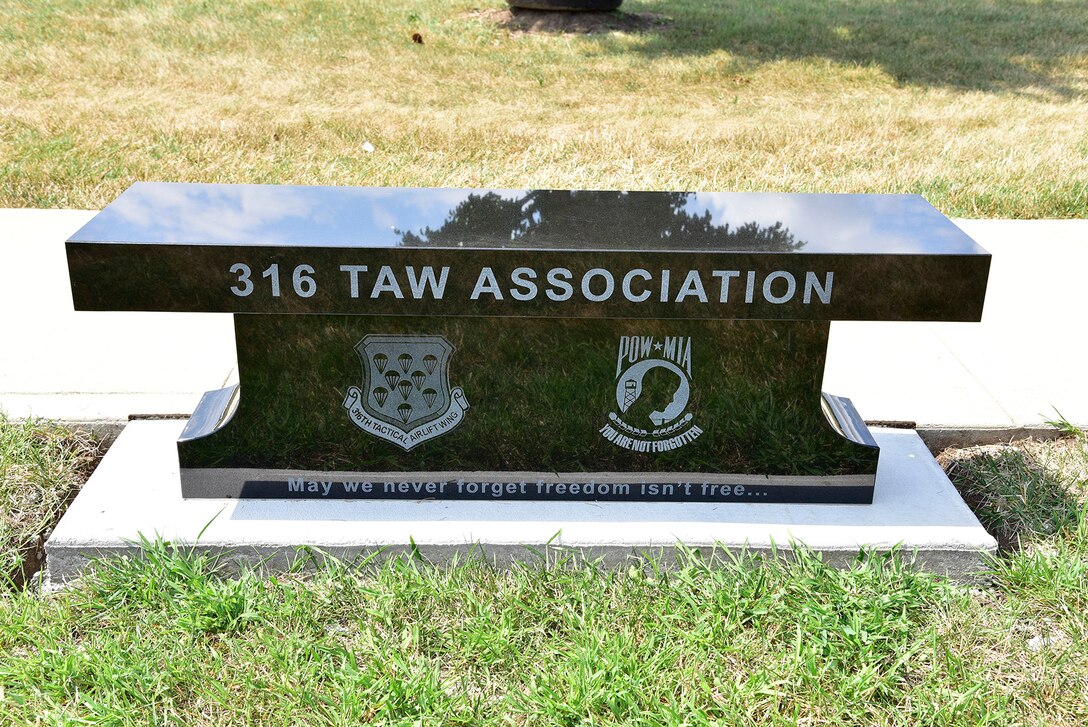 316 TAW ASSOCIATION
316TH TACTICAL AIRLIFT WING
POW★MIA
YOU ARE NOT FORGOTTEN
May we never forget freedom isn't free...